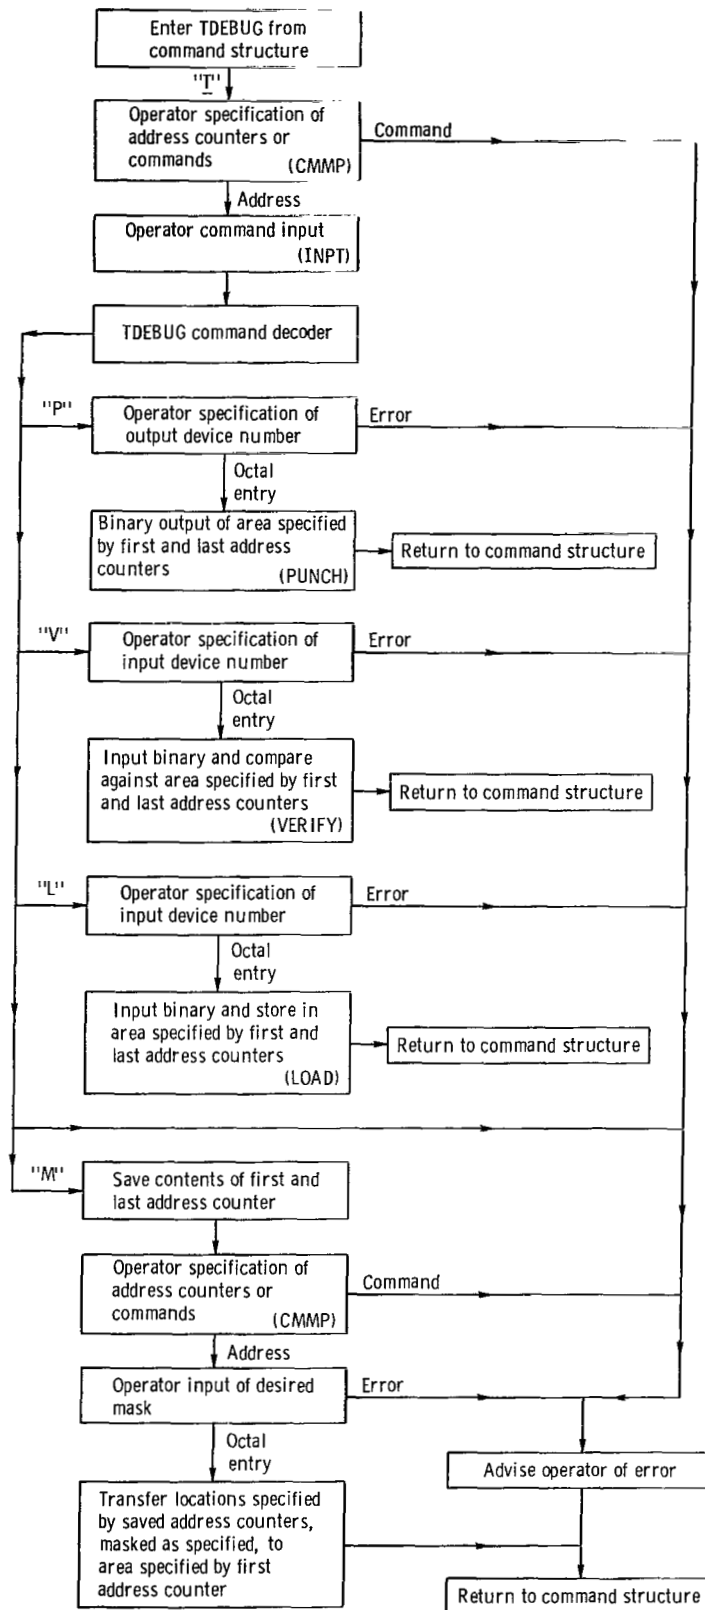 Enter TDEBUG from
command structure
"T"
Operator specification of
address counters or
commands
(CMMP)
Command
Address
Operator command input
(INPT)
TDEBUG command decoder
"P"
Operator specification of
output device number
Error
Octal
entry
Binary output of area specified
by first and last address
counters
(PUNCH)
Return to command structure
"V"
Operator specification of
input device number
Error
Octal
entry
Input binary and compare
against area specified by first
and last address counters
(VERIFY)
Return to command structure
"L"
Operator specification of
input device number
Error
Octal
entry
Input binary and store in
area specified by first and
last address counters
(LOAD)
Return to command structure
"M"
Save contents of first and
last address counter
Operator specification of
address counters or
commands
(CMMP)
Command
Address
Operator input of desired
mask
Error
Octal
entry
Advise operator of error
Transfer locations specified
by saved address counters,
masked as specified, to
area specified by first
address counter
Return to command structure